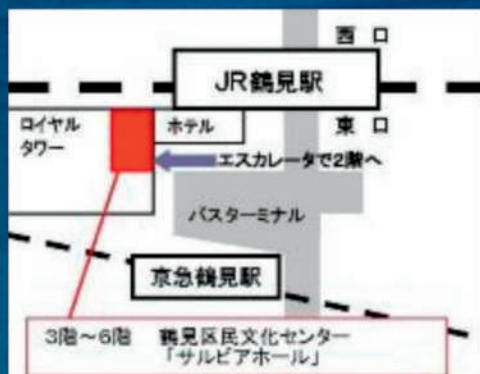 西口
JR鶴見駅
東口
ロイヤル
タワー
ホテル
エスカレータで2階へ
バスターミナル
京急鶴見駅
3階～6階 鶴見区民文化センター
「サルビアホール」